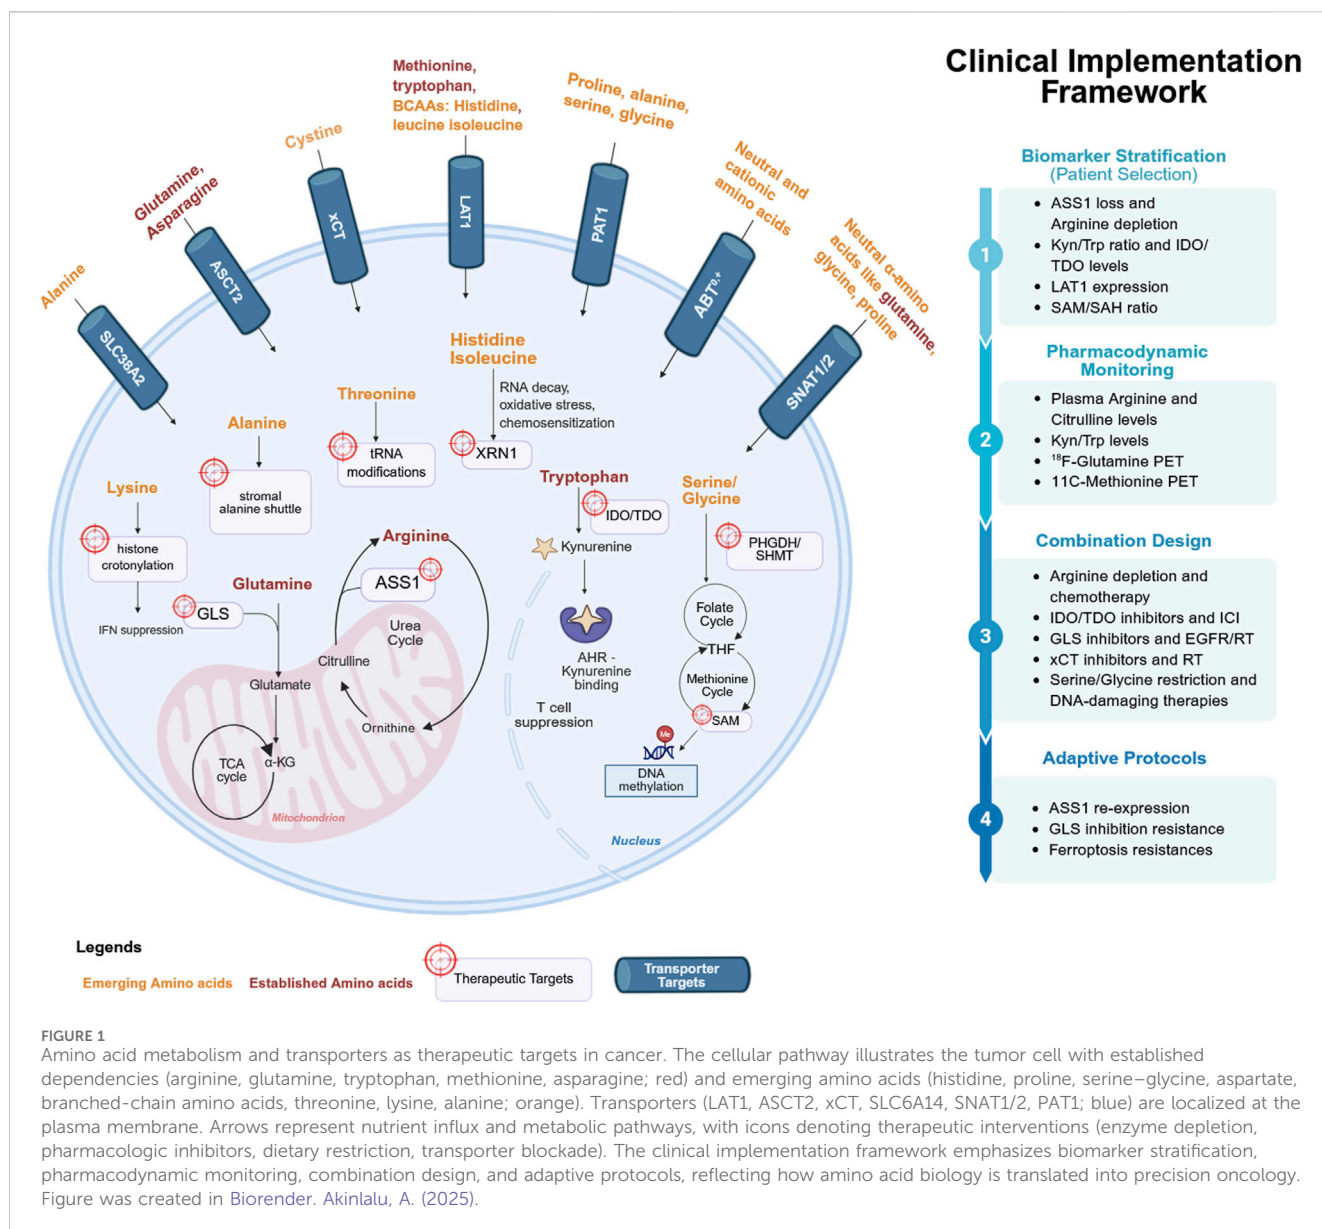 Methionine,
tryptophan,
BCAAs: Histidine,
leucine isoleucine
Proline, alanine,
serine, glycine
Cystine
Glutamine,
Asparagine
Alanine
Neutral and
cationic
amino acids
Neutral α-amino
acids like glutamine,
glycine, proline
SLC38A2
ASCT2
xCT
LAT1
PAT1
ABT⁰,⁺
SNAT1/2
Histidine
Isoleucine
RNA decay,
oxidative stress,
chemosensitization
XRN1
Threonine
tRNA
modifications
Alanine
stromal
alanine shuttle
Lysine
histone
crotonylation
IFN suppression
Glutamine
GLS
Glutamate
α-KG
TCA
cycle
Mitochondrion
Arginine
ASS1
Urea
Cycle
Citrulline
Ornithine
Tryptophan
IDO/TDO
Kynurenine
AHR -
Kynurenine
binding
T cell
suppression
Serine/
Glycine
PHGDH/
SHMT
Folate
Cycle
THF
Methionine
Cycle
SAM
Me
DNA
methylation
Nucleus
Clinical Implementation
Framework
Biomarker Stratification
(Patient Selection)
1
• ASS1 loss and
Arginine depletion
• Kyn/Trp ratio and IDO/
TDO levels
• LAT1 expression
• SAM/SAH ratio
Pharmacodynamic
Monitoring
2
• Plasma Arginine and
Citrulline levels
• Kyn/Trp levels
• ¹⁸F-Glutamine PET
• 11C-Methionine PET
Combination Design
3
• Arginine depletion and
chemotherapy
• IDO/TDO inhibitors and ICI
• GLS inhibitors and EGFR/RT
• xCT inhibitors and RT
• Serine/Glycine restriction and
DNA-damaging therapies
Adaptive Protocols
4
• ASS1 re-expression
• GLS inhibition resistance
• Ferroptosis resistances
Legends
Emerging Amino acids
Established Amino acids
Therapeutic Targets
Transporter
Targets
FIGURE 1
Amino acid metabolism and transporters as therapeutic targets in cancer. The cellular pathway illustrates the tumor cell with established
dependencies (arginine, glutamine, tryptophan, methionine, asparagine; red) and emerging amino acids (histidine, proline, serine–glycine, aspartate,
branched-chain amino acids, threonine, lysine, alanine; orange). Transporters (LAT1, ASCT2, xCT, SLC6A14, SNAT1/2, PAT1; blue) are localized at the
plasma membrane. Arrows represent nutrient influx and metabolic pathways, with icons denoting therapeutic interventions (enzyme depletion,
pharmacologic inhibitors, dietary restriction, transporter blockade). The clinical implementation framework emphasizes biomarker stratification,
pharmacodynamic monitoring, combination design, and adaptive protocols, reflecting how amino acid biology is translated into precision oncology.
Figure was created in Biorender. Akinlalu, A. (2025).